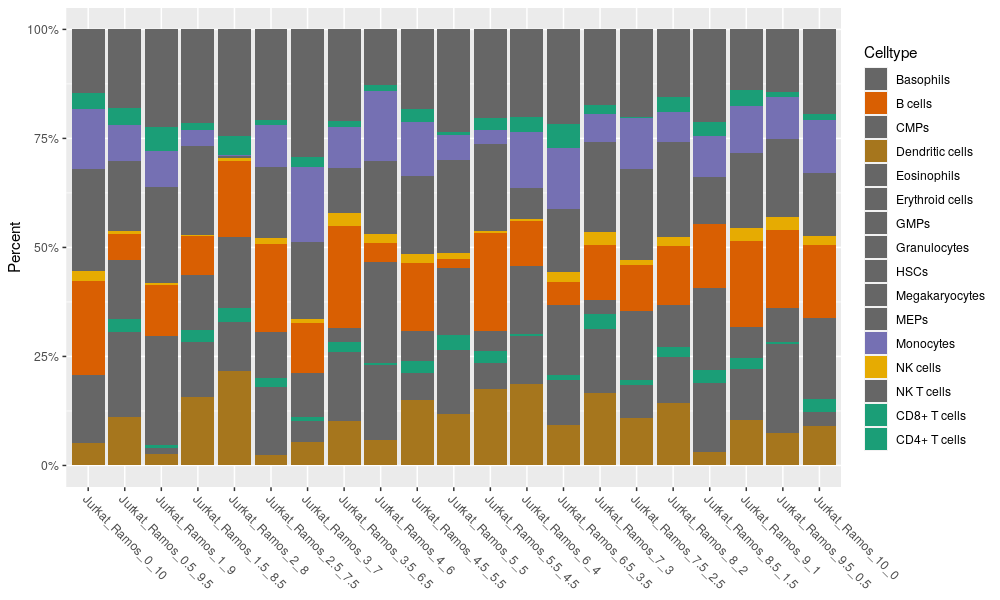 100%
75%
50%
25%
0%
Percent
Jurkat_Ramos_0_10
Jurkat_Ramos_0.5_9.5
Jurkat_Ramos_1_9
Jurkat_Ramos_1.5_8.5
Jurkat_Ramos_2_8
Jurkat_Ramos_2.5_7.5
Jurkat_Ramos_3_7
Jurkat_Ramos_3.5_6.5
Jurkat_Ramos_4_6
Jurkat_Ramos_4.5_5.5
Jurkat_Ramos_5_5
Jurkat_Ramos_5.5_4.5
Jurkat_Ramos_6_4
Jurkat_Ramos_6.5_3.5
Jurkat_Ramos_7_3
Jurkat_Ramos_7.5_2.5
Jurkat_Ramos_8_2
Jurkat_Ramos_8.5_1.5
Jurkat_Ramos_9_1
Jurkat_Ramos_9.5_0.5
Jurkat_Ramos_10_0
Celltype
Basophils
B cells
CMPs
Dendritic cells
Eosinophils
Erythroid cells
GMPs
Granulocytes
HSCs
Megakaryocytes
MEPs
Monocytes
NK cells
NK T cells
CD8+ T cells
CD4+ T cells